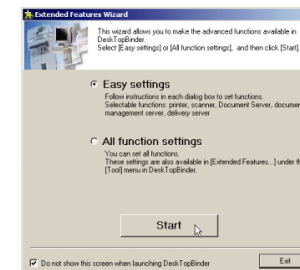 Extended Features Wizard
This wizard allows you to make the advanced functions available in
DeskTopBinder.
Select [Easy settings] or [All function settings], and then click [Start].
Easy settings
Follow instructions in each dialog box to set functions.
Selectable functions: printer, scanner, Document Server, documen
management server, delivery server
All function settings
You can set all functions.
These settings are also available in [Extended Features...] under th
[Tool] menu in DeskTopBinder.
Start
Do not show this screen when launching DeskTopBinder
Exit